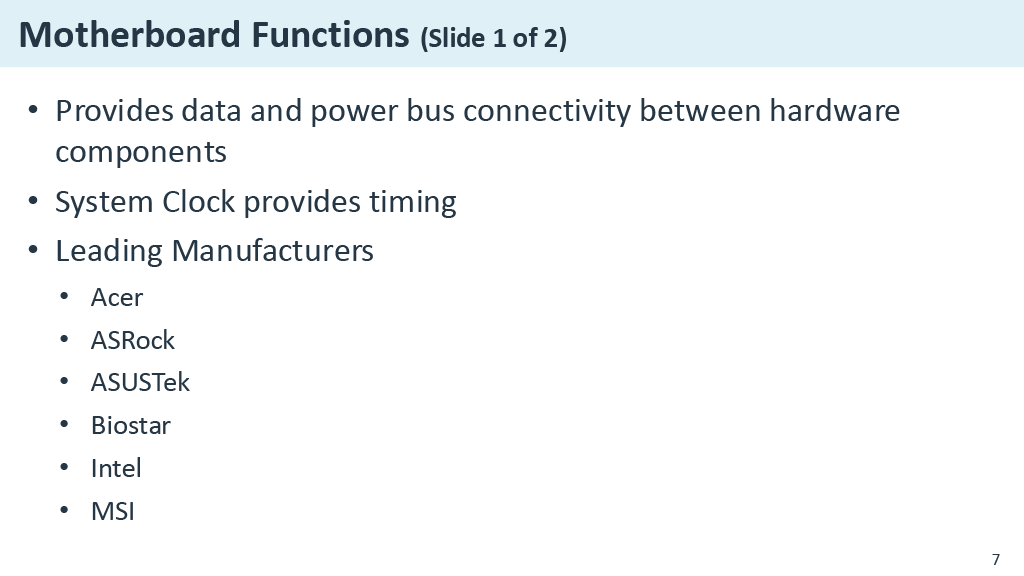 Motherboard Functions (Slide 1 of 2)
• Provides data and power bus connectivity between hardware
components
• System Clock provides timing
• Leading Manufacturers
• Acer
• ASRock
• ASUSTek
• Biostar
• Intel
• MSI
7